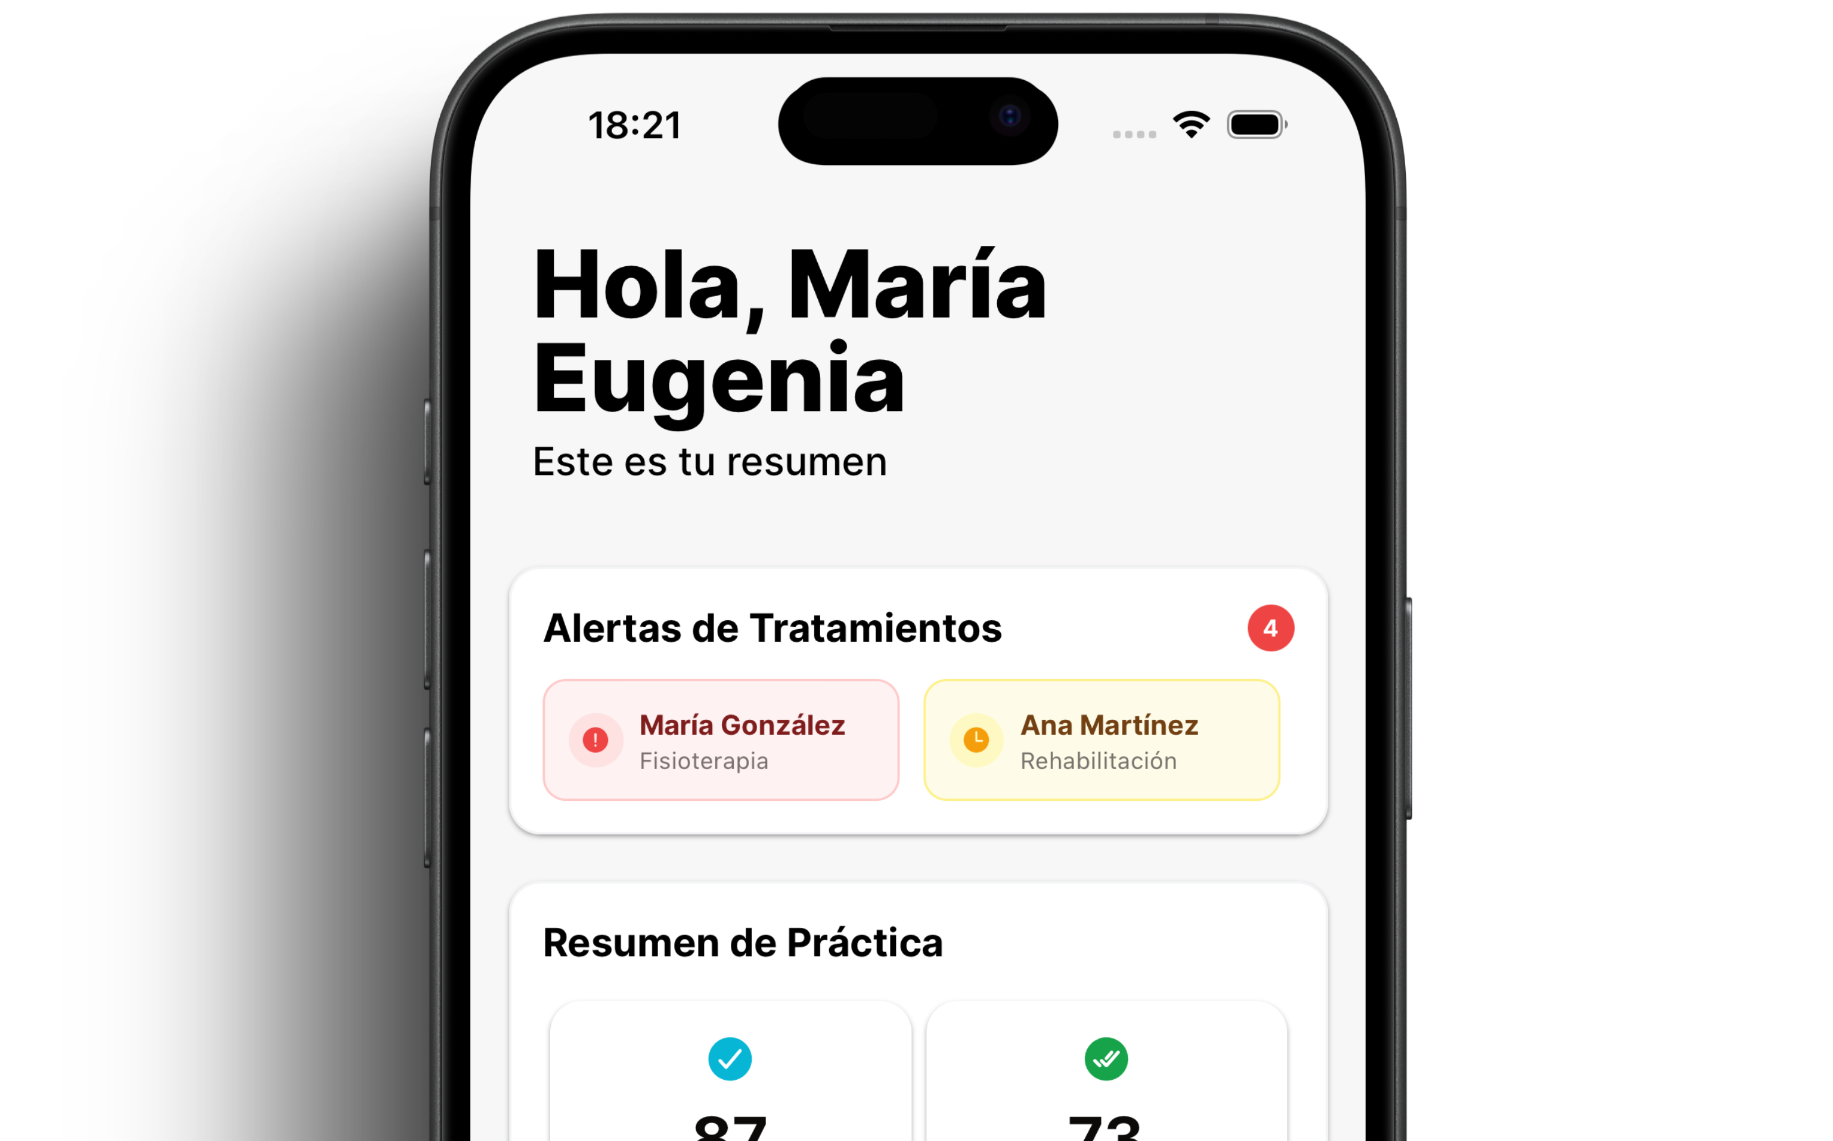 18:21
Hola, María
Eugenia
Este es tu resumen
Alertas de Tratamientos
4
María González
Fisioterapia
Ana Martínez
Rehabilitación
Resumen de Práctica
87
73